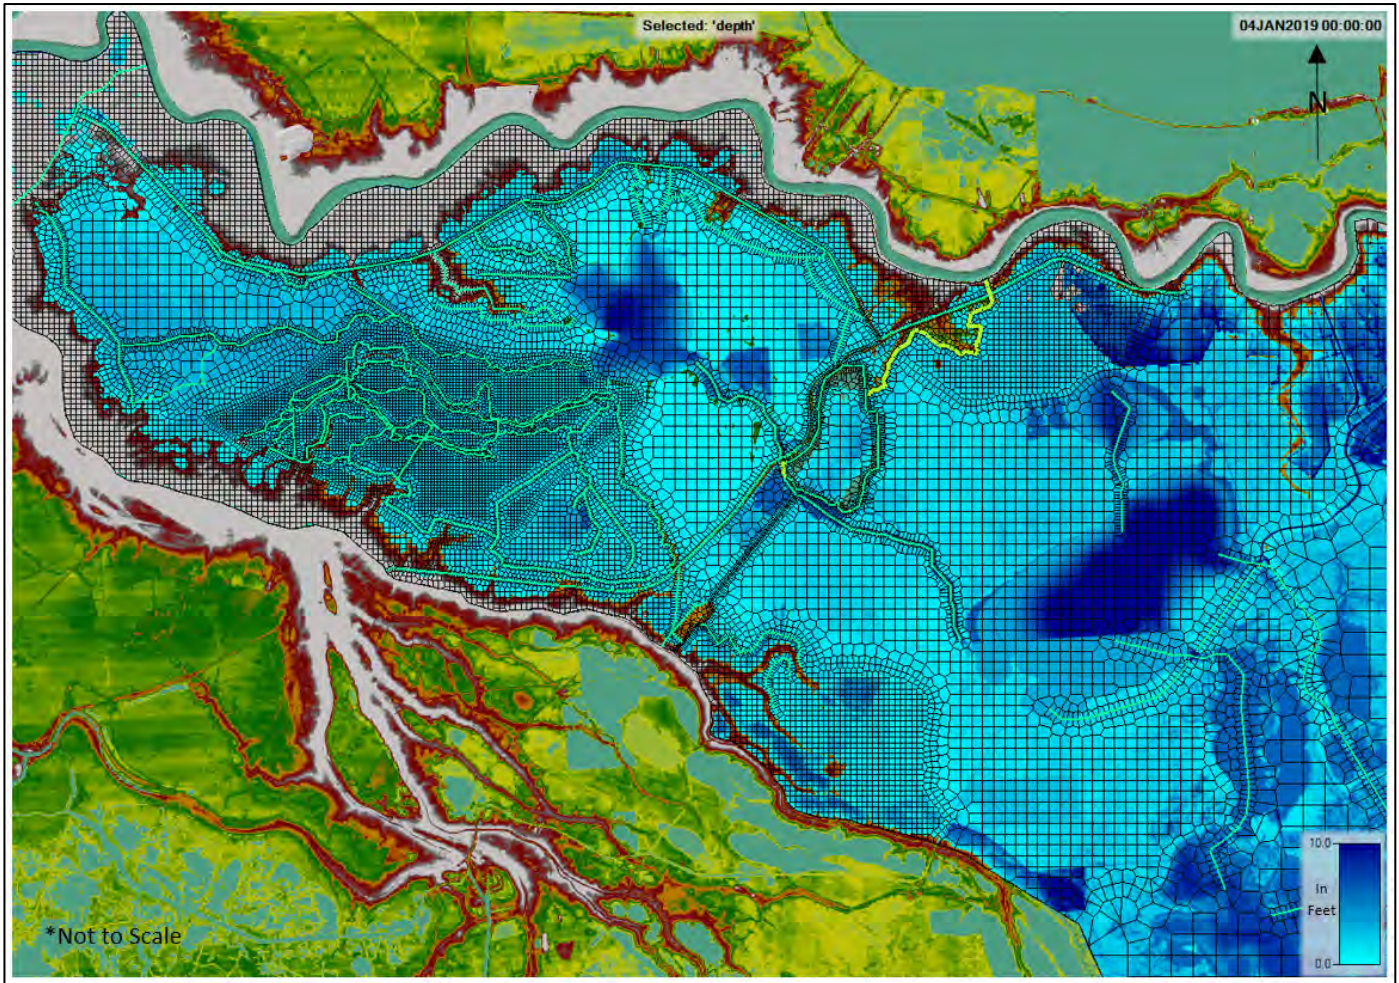 Selected: 'depth'
04JAN2019 00:00:00
N
10.0
In
Feet
0.0
*Not to Scale